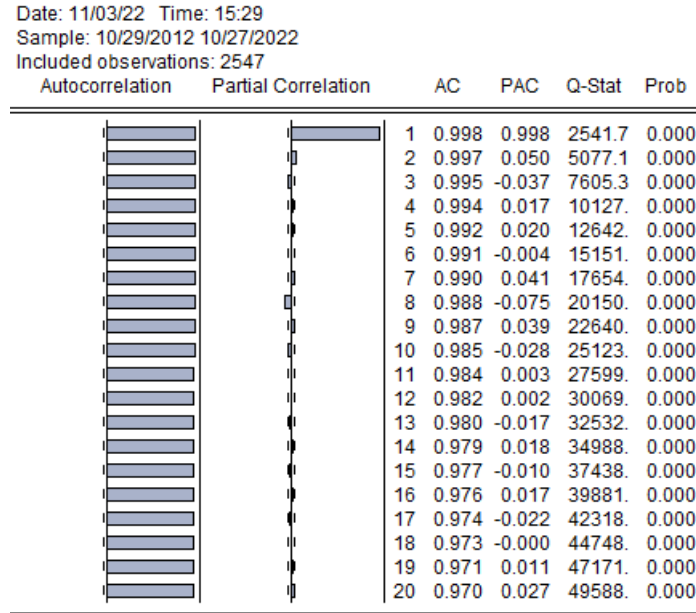 Date: 11/03/22 Time: 15:29
Sample: 10/29/2012 10/27/2022
Included observations: 2547
Autocorrelation Partial Correlation AC PAC Q-Stat Prob
1 0.998 0.998 2541.7 0.000
2 0.997 0.050 5077.1 0.000
3 0.995 -0.037 7605.3 0.000
4 0.994 0.017 10127. 0.000
5 0.992 0.020 12642. 0.000
6 0.991 -0.004 15151. 0.000
7 0.990 0.041 17654. 0.000
8 0.988 -0.075 20150. 0.000
9 0.987 0.039 22640. 0.000
10 0.985 -0.028 25123. 0.000
11 0.984 0.003 27599. 0.000
12 0.982 0.002 30069. 0.000
13 0.980 -0.017 32532. 0.000
14 0.979 0.018 34988. 0.000
15 0.977 -0.010 37438. 0.000
16 0.976 0.017 39881. 0.000
17 0.974 -0.022 42318. 0.000
18 0.973 -0.000 44748. 0.000
19 0.971 0.011 47171. 0.000
20 0.970 0.027 49588. 0.000